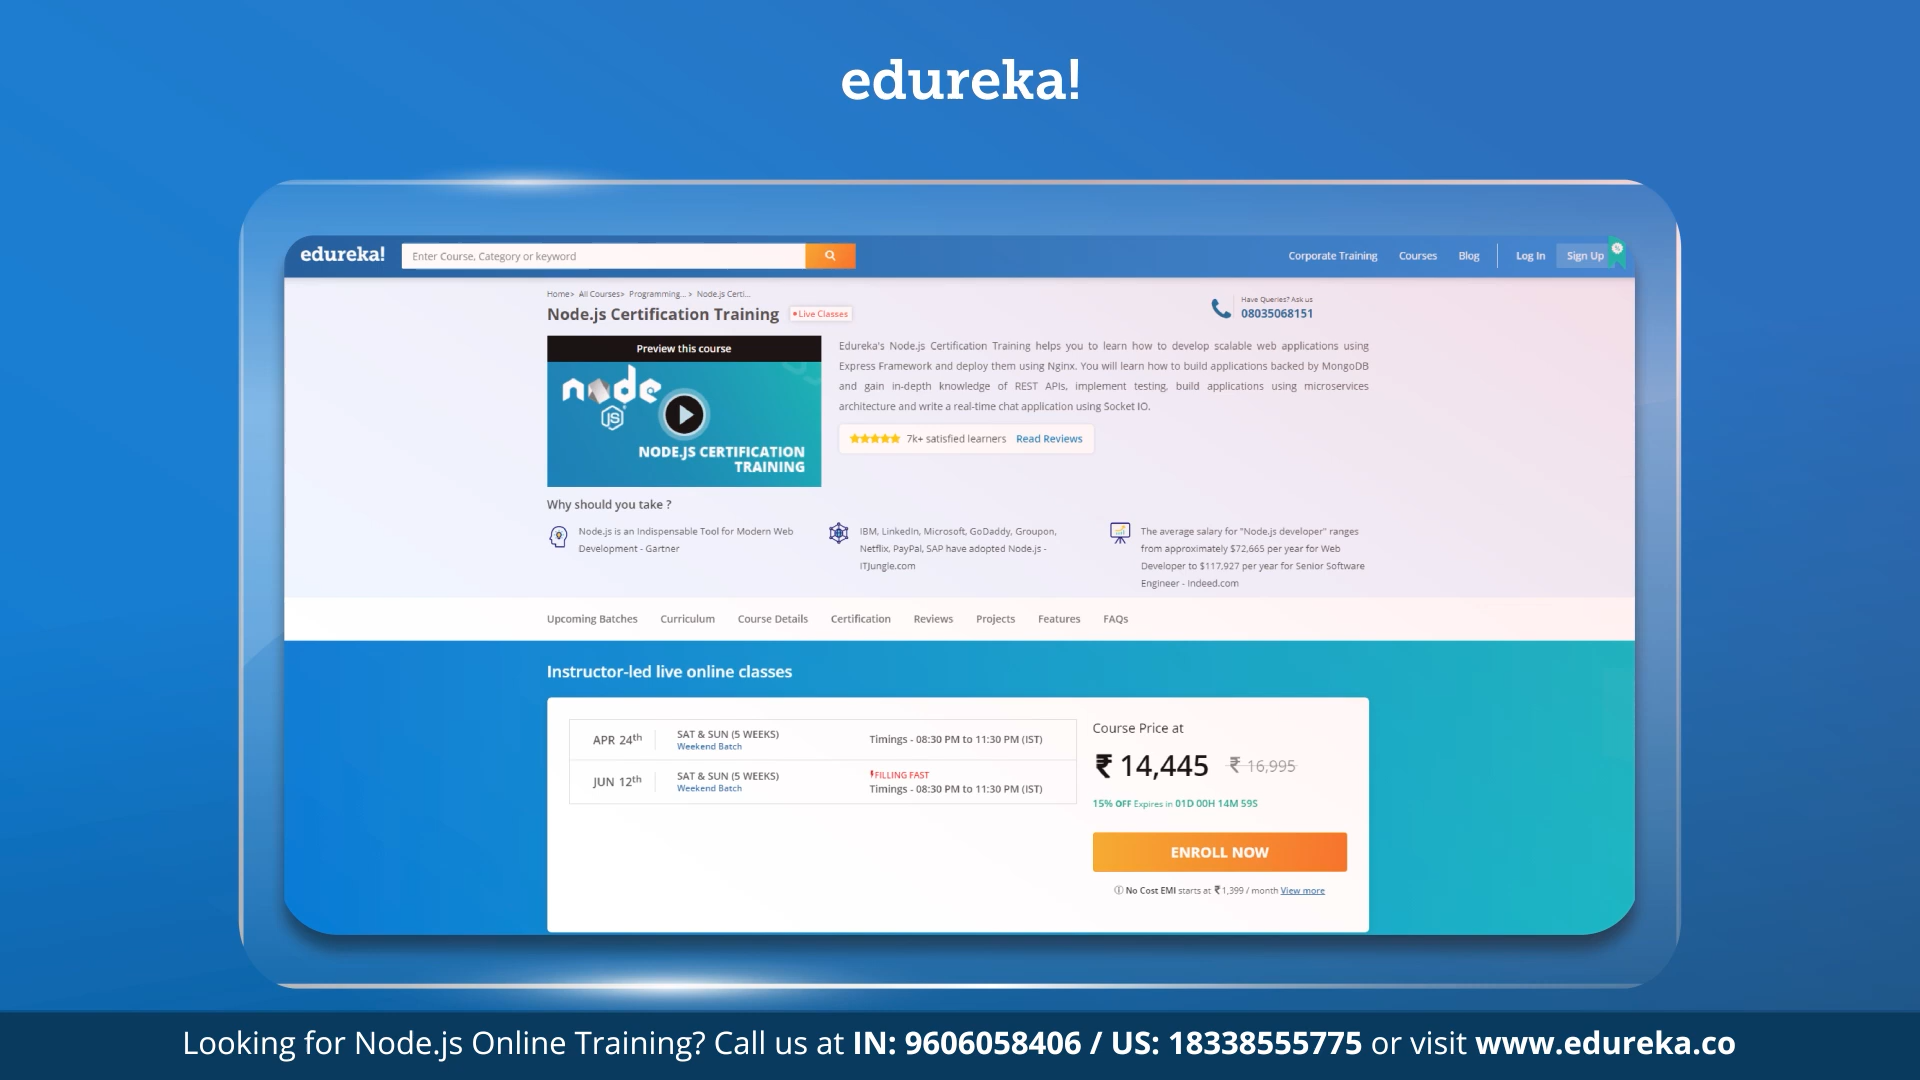 edureka!
edureka!
Enter Course, Category or keyword
Corporate Training
Courses
Blog
Log In
Sign Up
Home> All Courses> Programming... > Node.js Certi...
Node.js Certification Training
Live Classes
Have Queries? Ask us
08035068151
Preview this course
node
JS
NODE.JS CERTIFICATION
TRAINING
Edureka's Node.js Certification Training helps you to learn how to develop scalable web applications using
Express Framework and deploy them using Nginx. You will learn how to build applications backed by MongoDB
and gain in-depth knowledge of REST APIs, implement testing, build applications using microservices
architecture and write a real-time chat application using Socket IO.
7k+ satisfied learners Read Reviews
Why should you take ?
Node.js is an Indispensable Tool for Modern Web
Development - Gartner
IBM, LinkedIn, Microsoft, GoDaddy, Groupon,
Netflix, PayPal, SAP have adopted Node.js -
ITJungle.com
The average salary for "Node.js developer" ranges
from approximately $72,665 per year for Web
Developer to $117,927 per year for Senior Software
Engineer - Indeed.com
Upcoming Batches
Curriculum
Course Details
Certification
Reviews
Projects
Features
FAQs
Instructor-led live online classes
APR 24th
SAT & SUN (5 WEEKS)
Weekend Batch
Timings - 08:30 PM to 11:30 PM (IST)
JUN 12th
SAT & SUN (5 WEEKS)
Weekend Batch
FILLING FAST
Timings - 08:30 PM to 11:30 PM (IST)
Course Price at
₹ 14,445 ₹ 16,995
15% OFF Expires in 01D 00H 14M 59S
ENROLL NOW
No Cost EMI starts at ₹ 1,399 / month View more
Looking for Node.js Online Training? Call us at IN: 9606058406 / US: 18338555775 or visit www.edureka.co